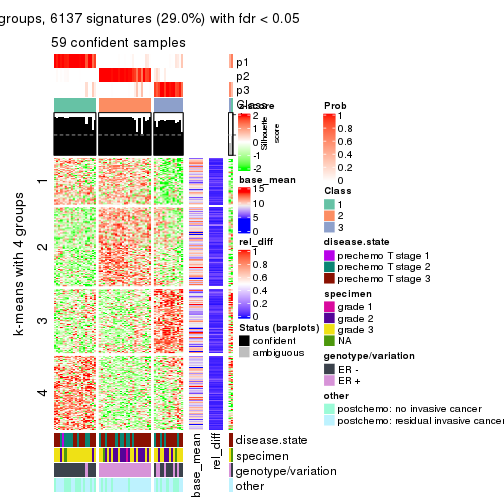 groups, 6137 signatures (29.0%) with fdr < 0.05
59 confident samples
p1
p2
p3
Class
Silhouette score
k-means with 4 groups
1
2
3
4
z-score
2
1
0
-1
-2
base_mean
15
10
5
0
rel_diff
1
0.8
0.6
0.4
0.2
0
Status (barplots)
confident
ambiguous
Prob
1
0.8
0.6
0.4
0.2
0
Class
1
2
3
disease.state
prechemo T stage 1
prechemo T stage 2
prechemo T stage 3
specimen
grade 1
grade 2
grade 3
NA
genotype/variation
ER -
ER +
other
postchemo: no invasive cancer
postchemo: residual invasive cancer
base_mean
rel_diff
disease.state
specimen
genotype/variation
other